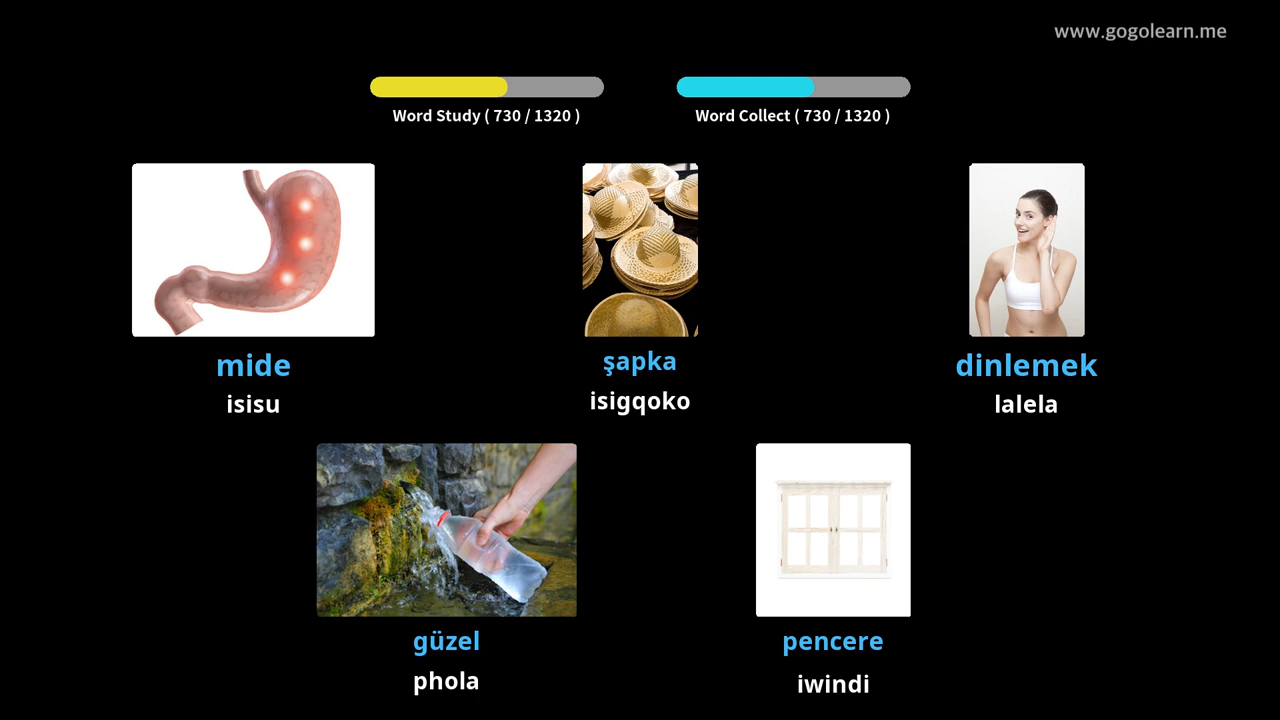 www.gogolearn.me
Word Study ( 730 / 1320 )
Word Collect ( 730 / 1320 )
mide
isisu
şapka
isigqoko
dinlemek
lalela
güzel
phola
pencere
iwindi